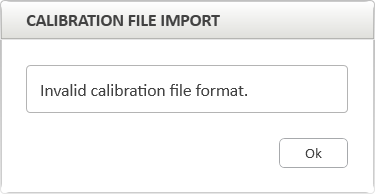 CALIBRATION FILE IMPORT
Invalid calibration file format.
Ok